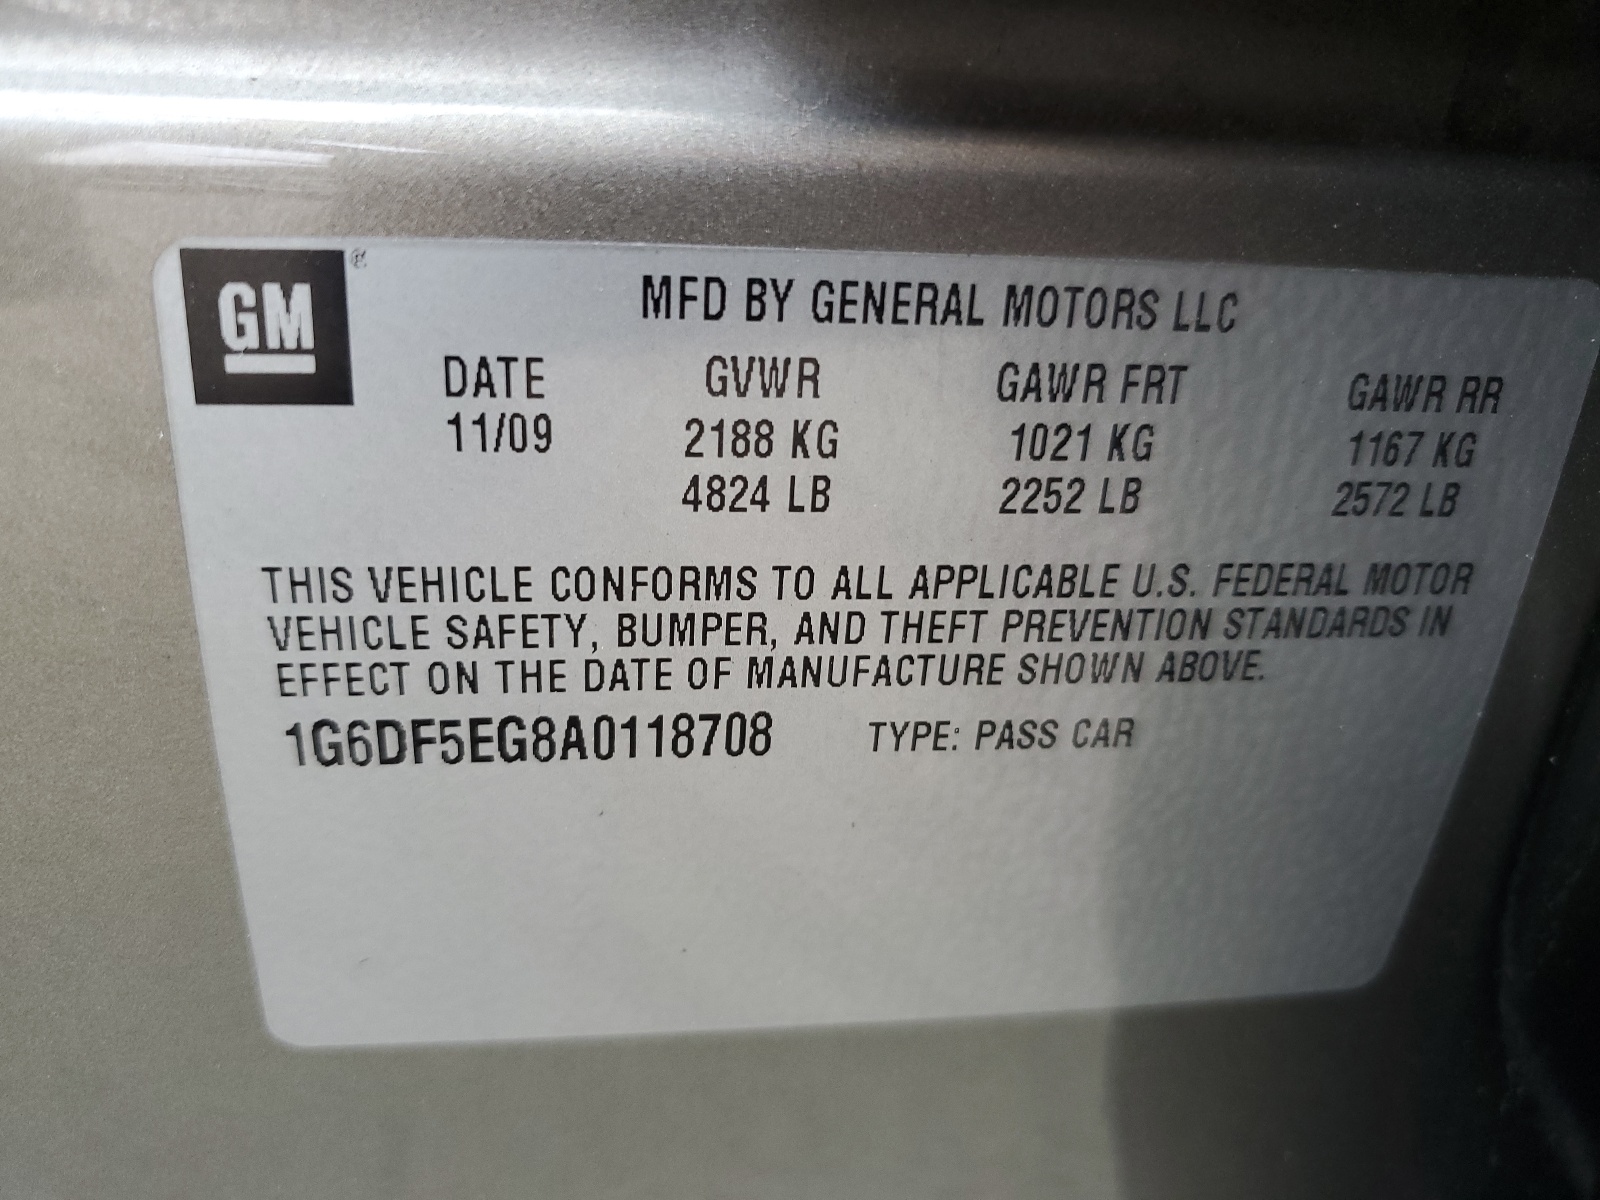 GM®
MFD BY GENERAL MOTORS LLC
DATE GVWR GAWR FRT GAWR RR
11/09 2188 KG 1021 KG 1167 KG
4824 LB 2252 LB 2572 LB
THIS VEHICLE CONFORMS TO ALL APPLICABLE U.S. FEDERAL MOTOR
VEHICLE SAFETY, BUMPER, AND THEFT PREVENTION STANDARDS IN
EFFECT ON THE DATE OF MANUFACTURE SHOWN ABOVE.
1G6DF5EG8A0118708 TYPE: PASS CAR